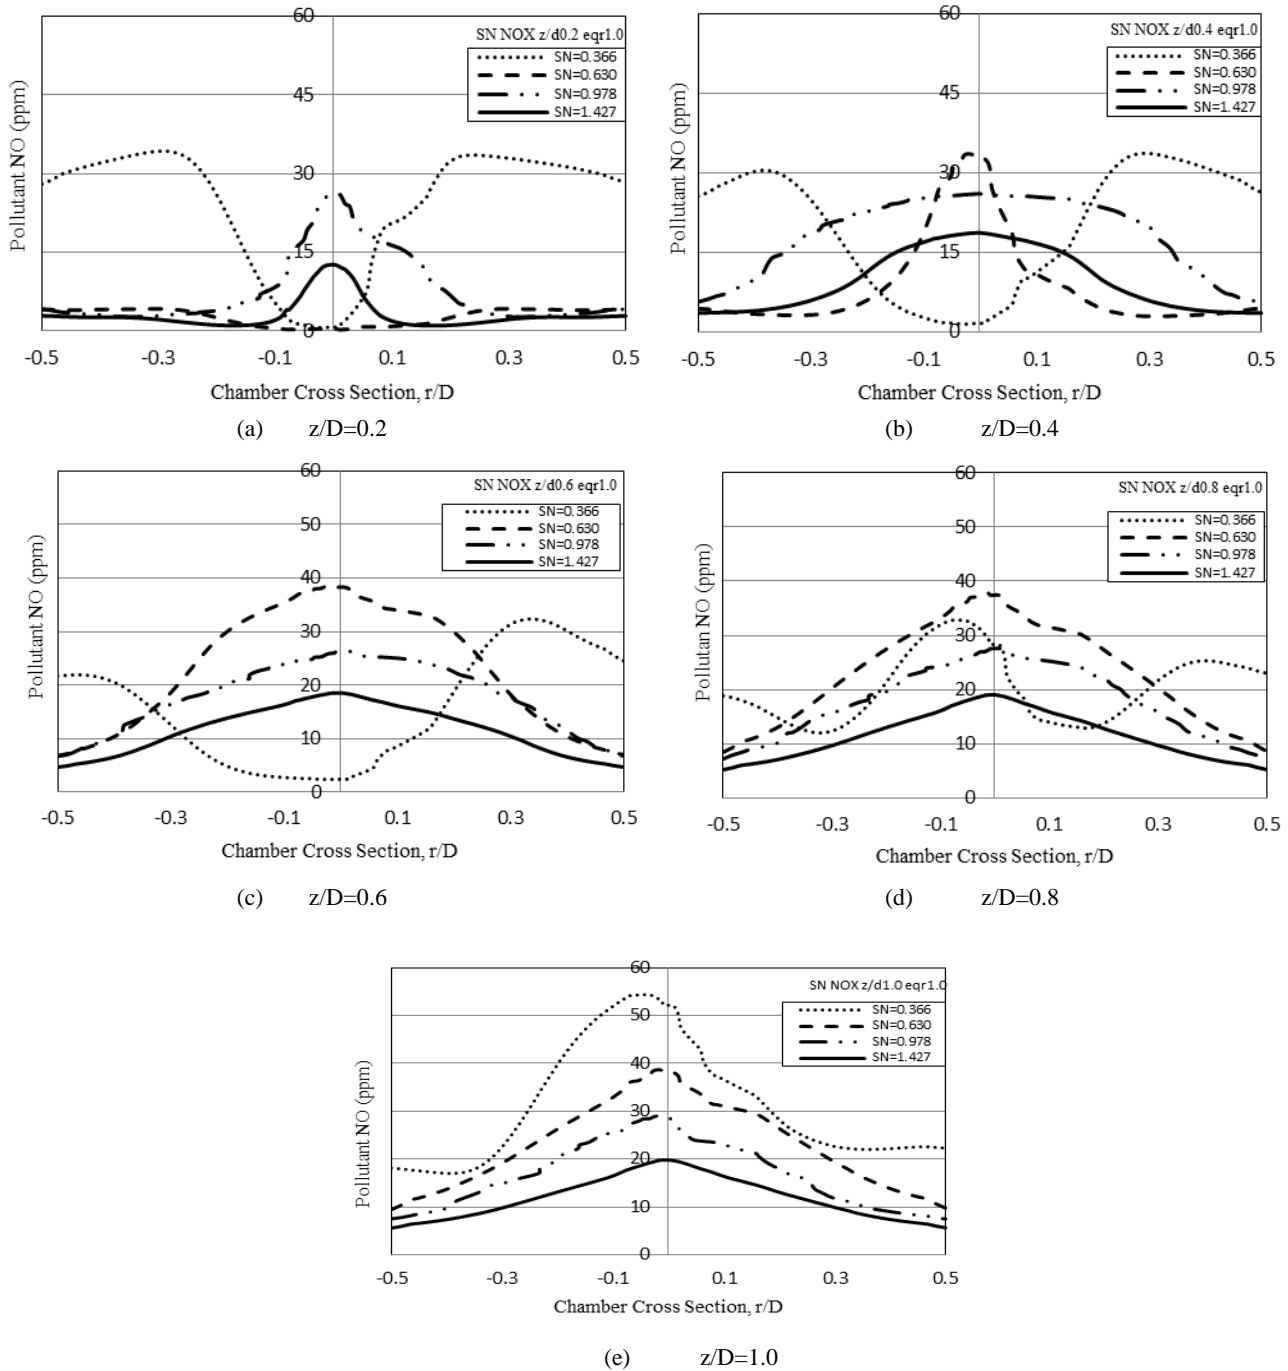 60
45
30
15
0
Pollutant NO (ppm)
SN NOX z/d0.2 eqr1.0
SN=0.366
SN=0.630
SN=0.978
SN=1.427
-0.5 -0.3 -0.1 0.1 0.3 0.5
Chamber Cross Section, r/D
(a) z/D=0.2
60
45
30
15
0
Pollutant NO (ppm)
SN NOX z/d0.4 eqr1.0
SN=0.366
SN=0.630
SN=0.978
SN=1.427
-0.5 -0.3 -0.1 0.1 0.3 0.5
Chamber Cross Section, r/D
(b) z/D=0.4
60
50
40
30
20
10
0
Pollutant NO (ppm)
SN NOX z/d0.6 eqr1.0
SN=0.366
SN=0.630
SN=0.978
SN=1.427
-0.5 -0.3 -0.1 0.1 0.3 0.5
Chamber Cross Section, r/D
(c) z/D=0.6
60
50
40
30
20
10
0
Pollutan NO (ppm)
SN NOX z/d0.8 eqr1.0
SN=0.366
SN=0.630
SN=0.978
SN=1.427
-0.5 -0.3 -0.1 0.1 0.3 0.5
Chamber Cross Section, r/D
(d) z/D=0.8
60
50
40
30
20
10
0
Pollutant NO (ppm)
SN NOX z/d1.0 eqr1.0
SN=0.366
SN=0.630
SN=0.978
SN=1.427
-0.5 -0.3 -0.1 0.1 0.3 0.5
Chamber Cross Section, r/D
(e) z/D=1.0